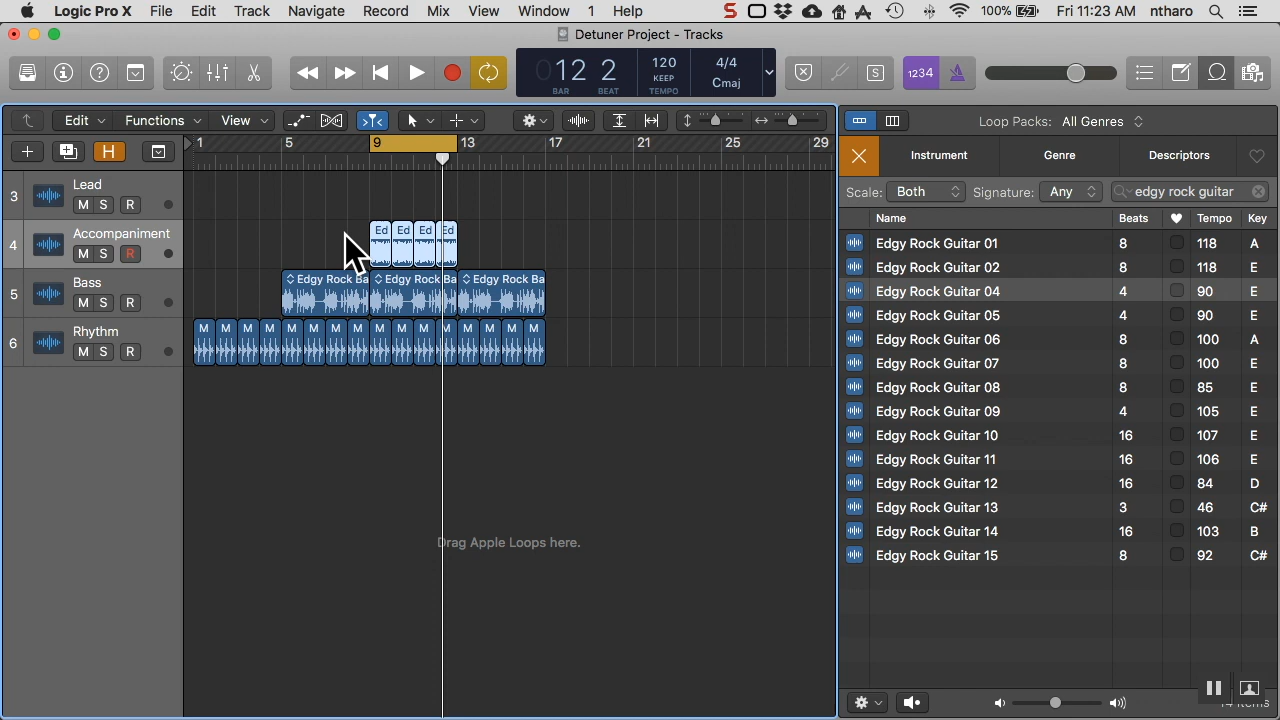 Logic Pro X File Edit Track Navigate Record Mix View Window 1 Help 100% Fri 11:23 AM ntharo
Detuner Project - Tracks
012 2 120 4/4
KEEP Cmaj
BAR BEAT TEMPO
1234
Edit Functions View
Loop Packs: All Genres
1 5 9 13 17 21 25 29
H
Instrument Genre Descriptors
Scale: Both Signature: Any edgy rock guitar
Name Beats Tempo Key
3 Lead
M S R
4 Accompaniment
M S R
Ed Ed Ed Ed
5 Bass
M S R
Edgy Rock Ba Edgy Rock Ba Edgy Rock Ba
6 Rhythm
M S R
M M M M M M M M M M M M M M M M
Drag Apple Loops here.
Edgy Rock Guitar 01 8 118 A
Edgy Rock Guitar 02 8 118 E
Edgy Rock Guitar 04 4 90 E
Edgy Rock Guitar 05 4 90 E
Edgy Rock Guitar 06 8 100 A
Edgy Rock Guitar 07 8 100 E
Edgy Rock Guitar 08 8 85 E
Edgy Rock Guitar 09 4 105 E
Edgy Rock Guitar 10 16 107 E
Edgy Rock Guitar 11 16 106 E
Edgy Rock Guitar 12 16 84 D
Edgy Rock Guitar 13 3 46 C#
Edgy Rock Guitar 14 16 103 B
Edgy Rock Guitar 15 8 92 C#
14 items